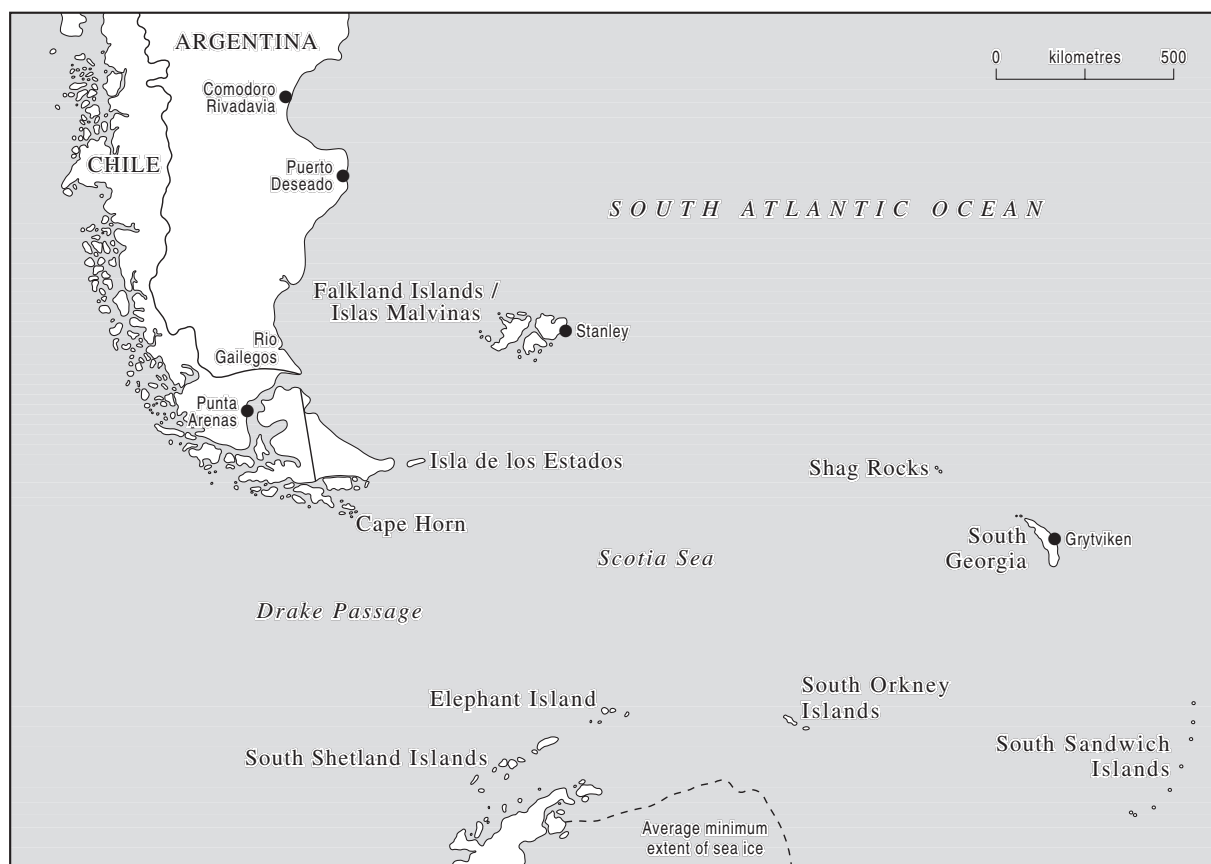 ARGENTINA
0 kilometres 500
Comodoro
Rivadavia
CHILE
Puerto
Deseado
SOUTH ATLANTIC OCEAN
Falkland Islands /
Islas Malvinas
Stanley
Rio
Gailegos
Punta
Arenas
Isla de los Estados
Shag Rocks
Cape Horn
South
Georgia
Grytviken
Scotia Sea
Drake Passage
Elephant Island
South Orkney
Islands
South Shetland Islands
South Sandwich
Islands
Average minimum
extent of sea ice